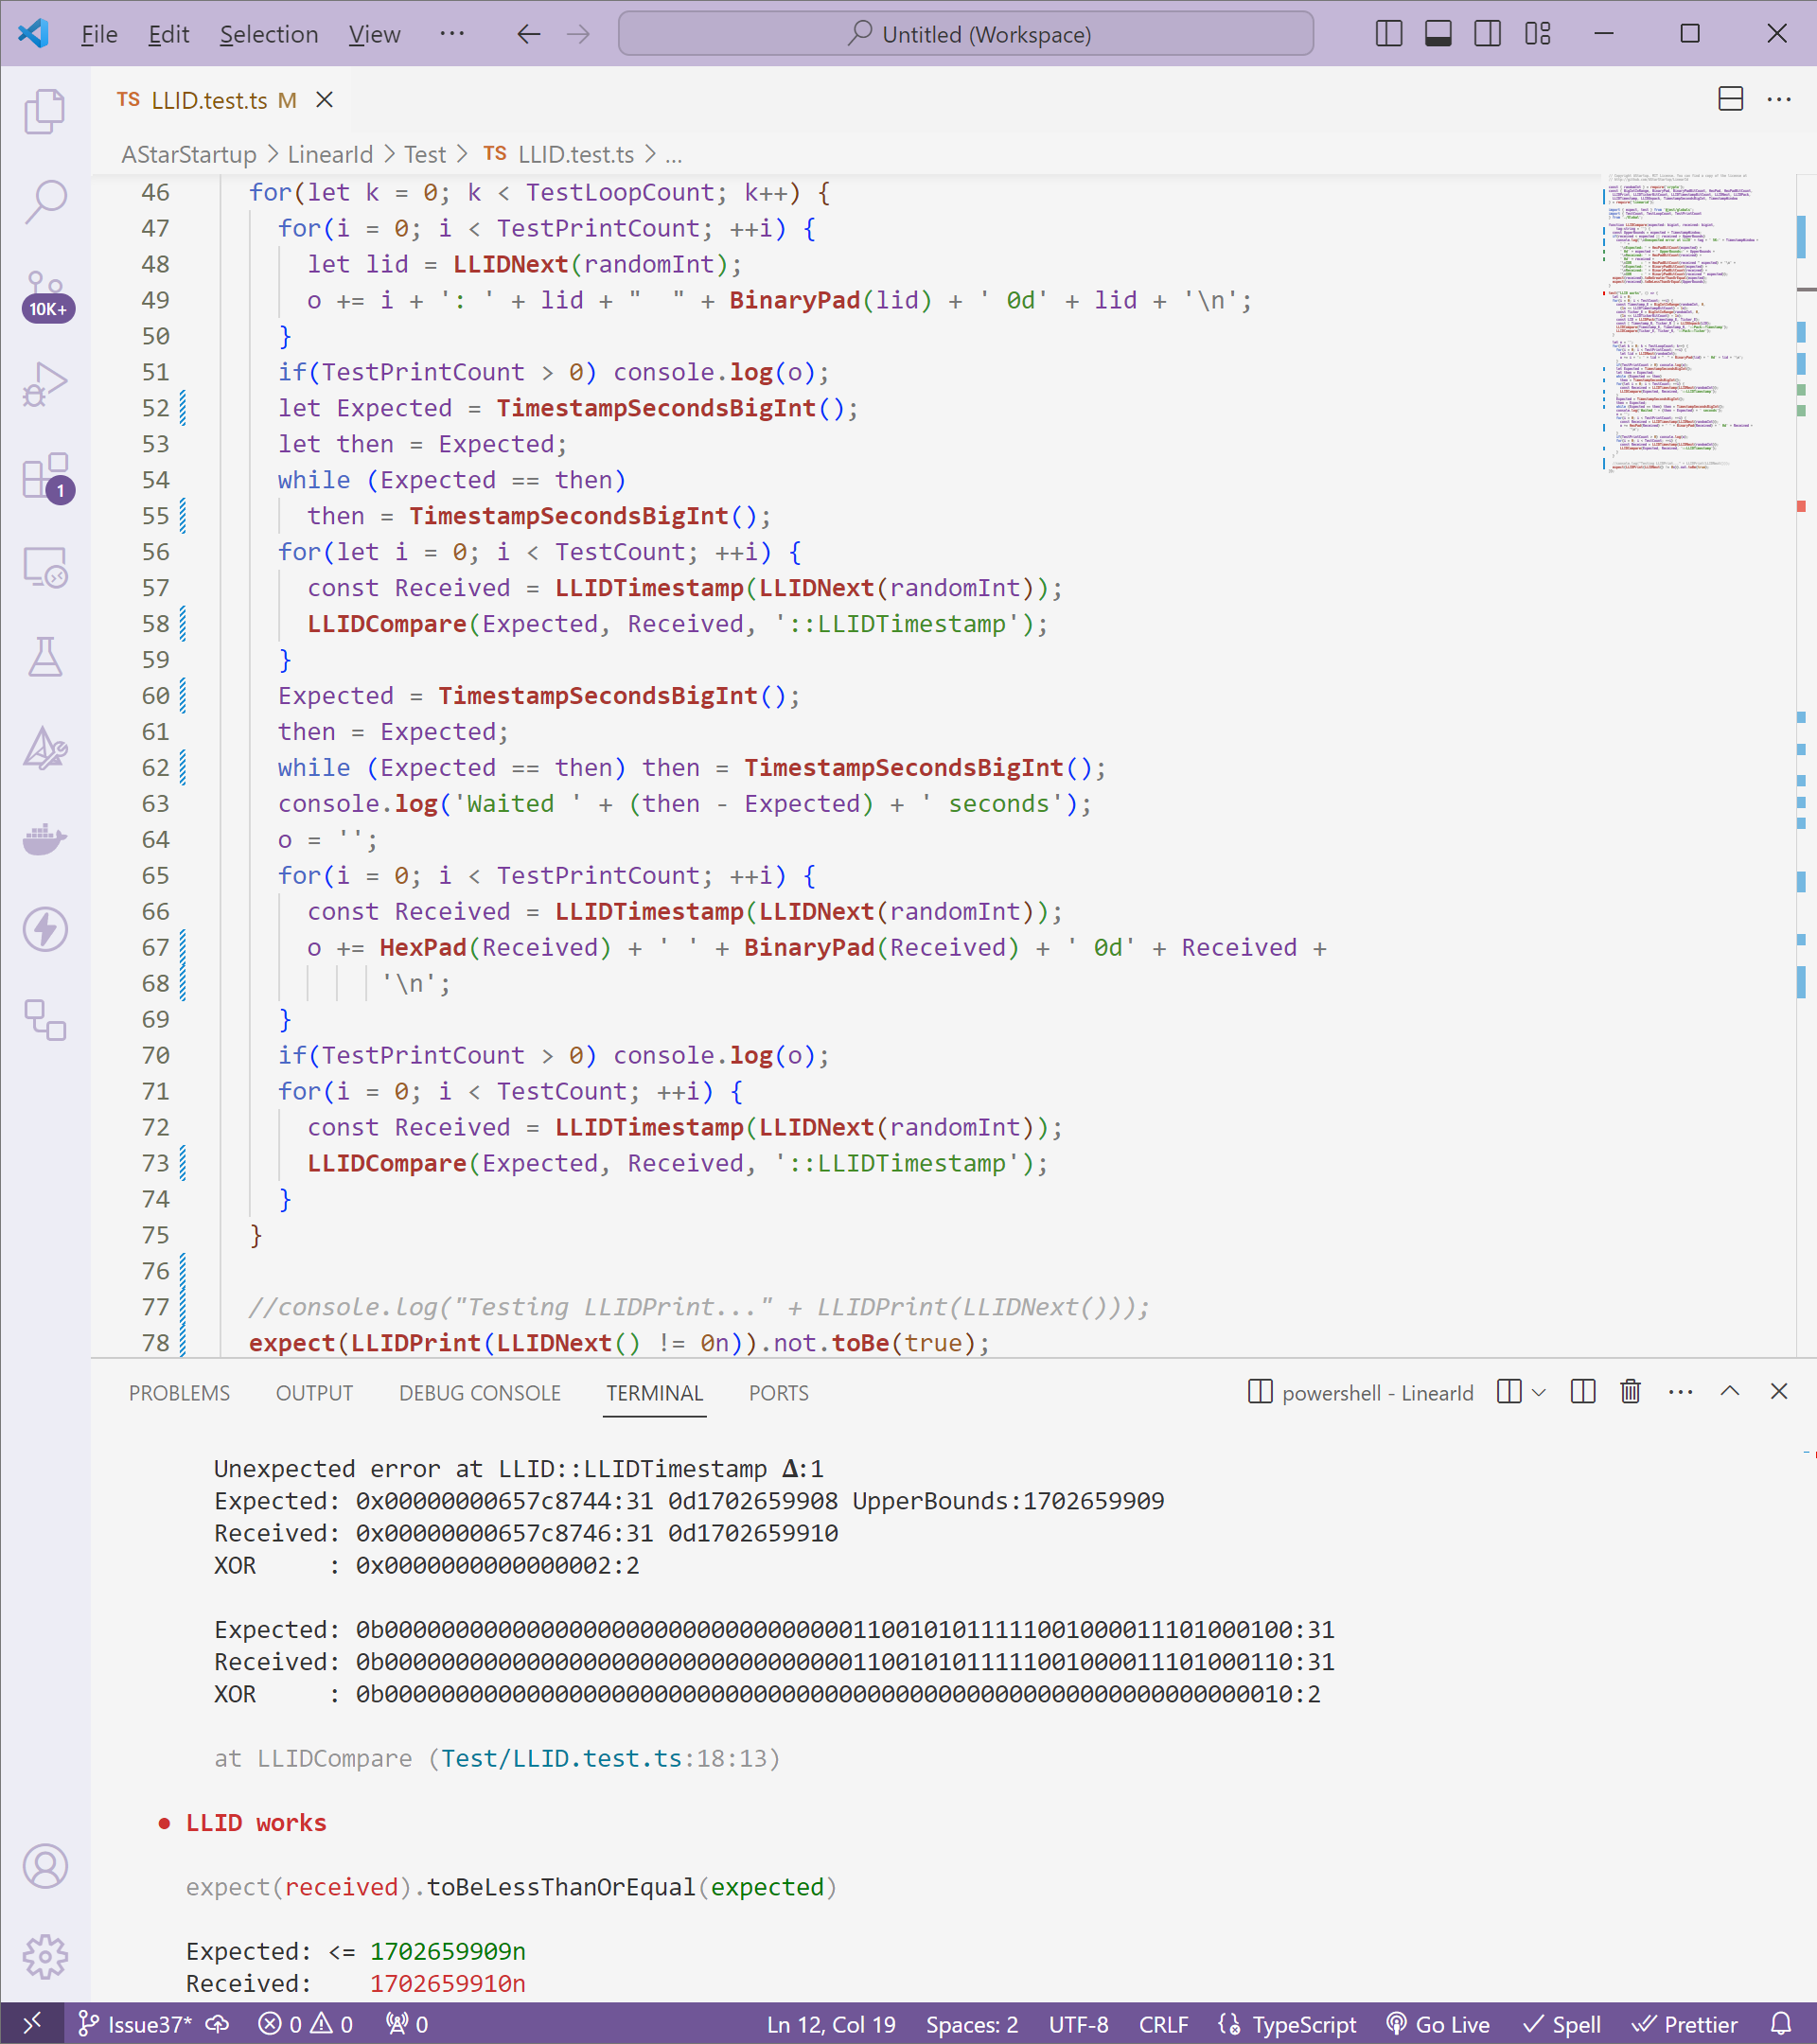 File Edit Selection View ··· Untitled (Workspace)
TS LLID.test.ts M
AStarStartup > LinearId > Test > TS LLID.test.ts > ...
46 for(let k = 0; k < TestLoopCount; k++) {
47 for(i = 0; i < TestPrintCount; ++i) {
48 let lid = LLIDNext(randomInt);
49 o += i + ': ' + lid + "  " + BinaryPad(lid) + ' 0d' + lid + '\n';
50 }
51 if(TestPrintCount > 0) console.log(o);
52 let Expected = TimestampSecondsBigInt();
53 let then = Expected;
54 while (Expected == then)
55 then = TimestampSecondsBigInt();
56 for(let i = 0; i < TestCount; ++i) {
57 const Received = LLIDTimestamp(LLIDNext(randomInt));
58 LLIDCompare(Expected, Received, '::LLIDTimestamp');
59 }
60 Expected = TimestampSecondsBigInt();
61 then = Expected;
62 while (Expected == then) then = TimestampSecondsBigInt();
63 console.log('Waited ' + (then - Expected) + ' seconds');
64 o = '';
65 for(i = 0; i < TestPrintCount; ++i) {
66 const Received = LLIDTimestamp(LLIDNext(randomInt));
67 o += HexPad(Received) + ' ' + BinaryPad(Received) + ' 0d' + Received +
68 '\n';
69 }
70 if(TestPrintCount > 0) console.log(o);
71 for(i = 0; i < TestCount; ++i) {
72 const Received = LLIDTimestamp(LLIDNext(randomInt));
73 LLIDCompare(Expected, Received, '::LLIDTimestamp');
74 }
75 }
76
77 //console.log("Testing LLIDPrint..." + LLIDPrint(LLIDNext()));
78 expect(LLIDPrint(LLIDNext() != 0n)).not.toBe(true);
10K+
1
PROBLEMS OUTPUT DEBUG CONSOLE TERMINAL PORTS powershell - LinearId
Unexpected error at LLID::LLIDTimestamp Δ:1
Expected: 0x00000000657c8744:31 0d1702659908 UpperBounds:1702659909
Received: 0x00000000657c8746:31 0d1702659910
XOR     : 0x0000000000000002:2
Expected: 0b0000000000000000000000000000000001100101011111001000011101000100:31
Received: 0b0000000000000000000000000000000001100101011111001000011101000110:31
XOR     : 0b0000000000000000000000000000000000000000000000000000000000000010:2
at LLIDCompare (Test/LLID.test.ts:18:13)
● LLID works
expect(received).toBeLessThanOrEqual(expected)
Expected: <= 1702659909n
Received:    1702659910n
Issue37* 0 0 0 Ln 12, Col 19 Spaces: 2 UTF-8 CRLF TypeScript Go Live Spell Prettier